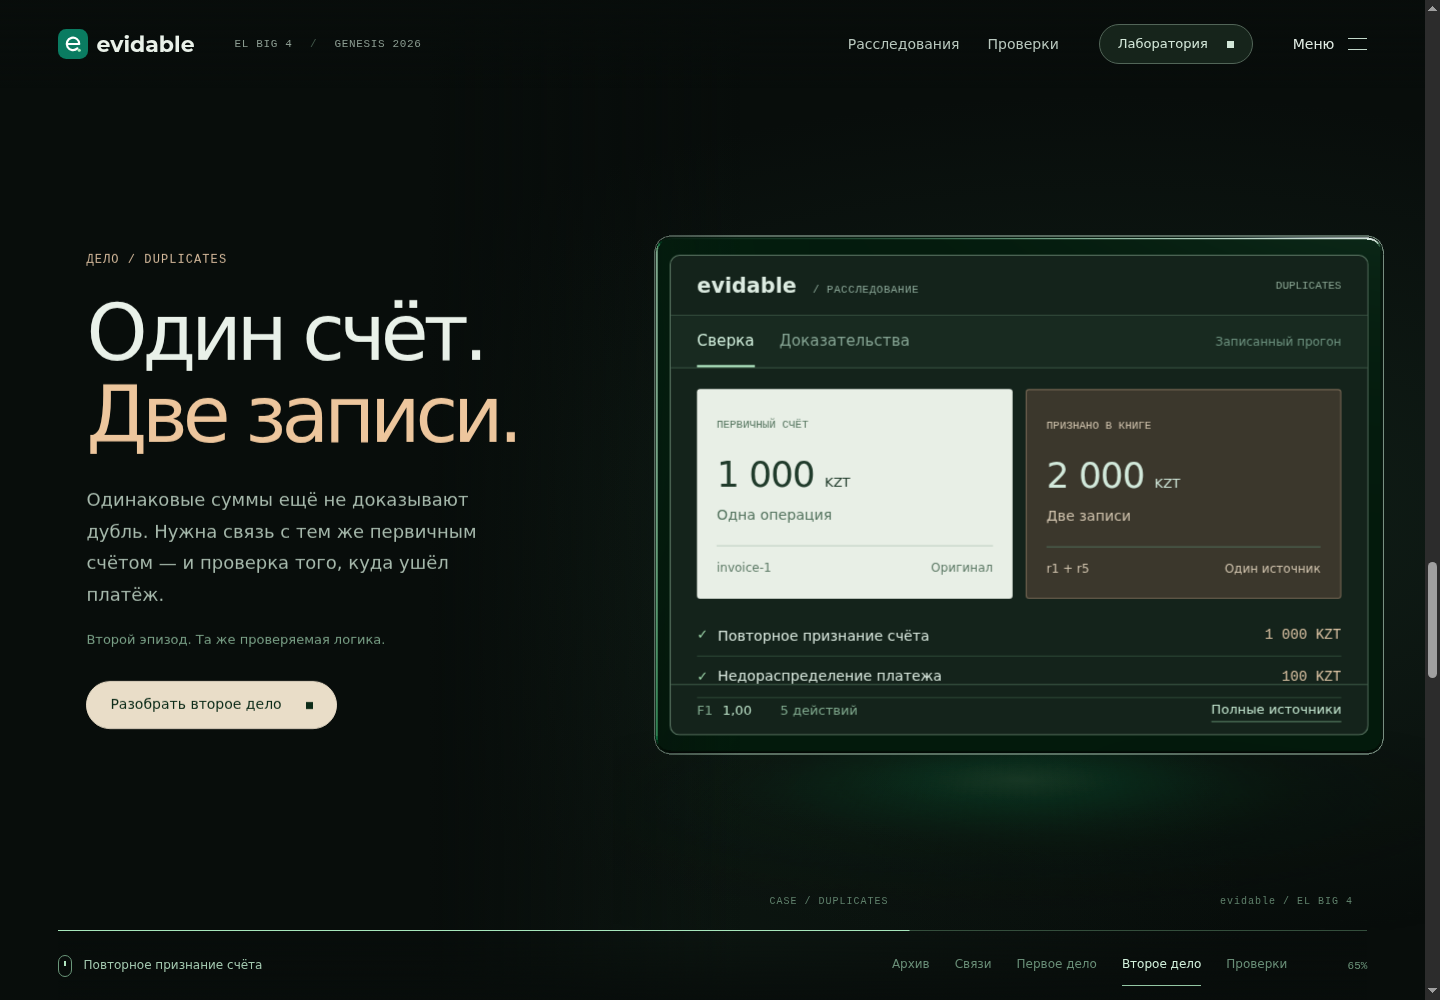 evidable
EL BIG 4 / GENESIS 2026
Расследования
Проверки
Лаборатория
Меню
ДЕЛО / DUPLICATES
Один счёт.
Две записи.
Одинаковые суммы ещё не доказывают
дубль. Нужна связь с тем же первичным
счётом — и проверка того, куда ушёл
платёж.
Второй эпизод. Та же проверяемая логика.
Разобрать второе дело
evidable / РАССЛЕДОВАНИЕ
DUPLICATES
Сверка
Доказательства
Записанный прогон
ПЕРВИЧНЫЙ СЧЁТ
1 000 KZT
Одна операция
invoice-1
Оригинал
ПРИЗНАНО В КНИГЕ
2 000 KZT
Две записи
r1 + r5
Один источник
✓ Повторное признание счёта 1 000 KZT
✓ Недораспределение платежа 100 KZT
F1 1,00 5 действий
Полные источники
CASE / DUPLICATES
evidable / EL BIG 4
Повторное признание счёта
Архив
Связи
Первое дело
Второе дело
Проверки
65%